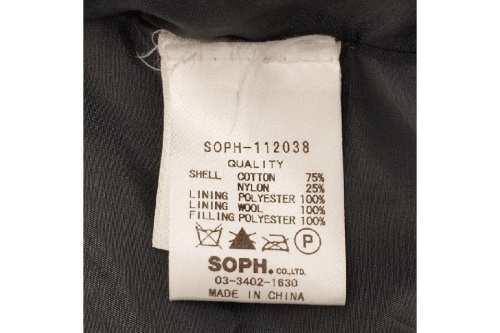 SOPH-112038
QUALITY
SHELL COTTON 75%
NYLON 25%
LINING POLYESTER 100%
LINING WOOL 100%
FILLING POLYESTER 100%
P
SOPH. CO.,LTD.
03-3402-1630
MADE IN CHINA